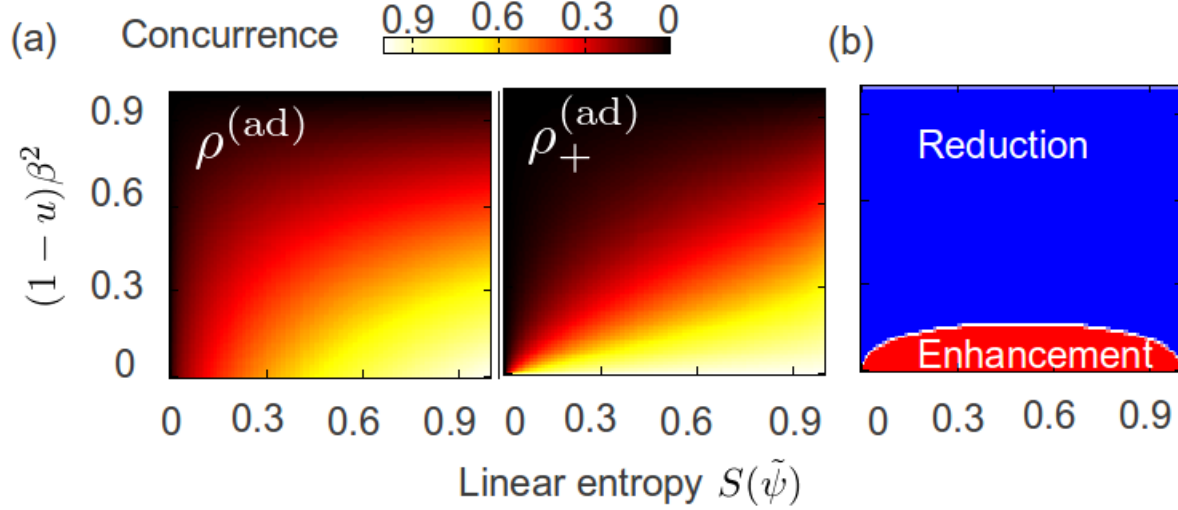 (a) Concurrence 0.9 0.6 0.3 0 (b)
ρ^(ad)
ρ_+^(ad)
Reduction
Enhancement
(1 − u)β²
0.9
0.6
0.3
0
0 0.3 0.6 0.9 0 0.3 0.6 0.9 0 0.3 0.6 0.9
Linear entropy S(ψ̃)